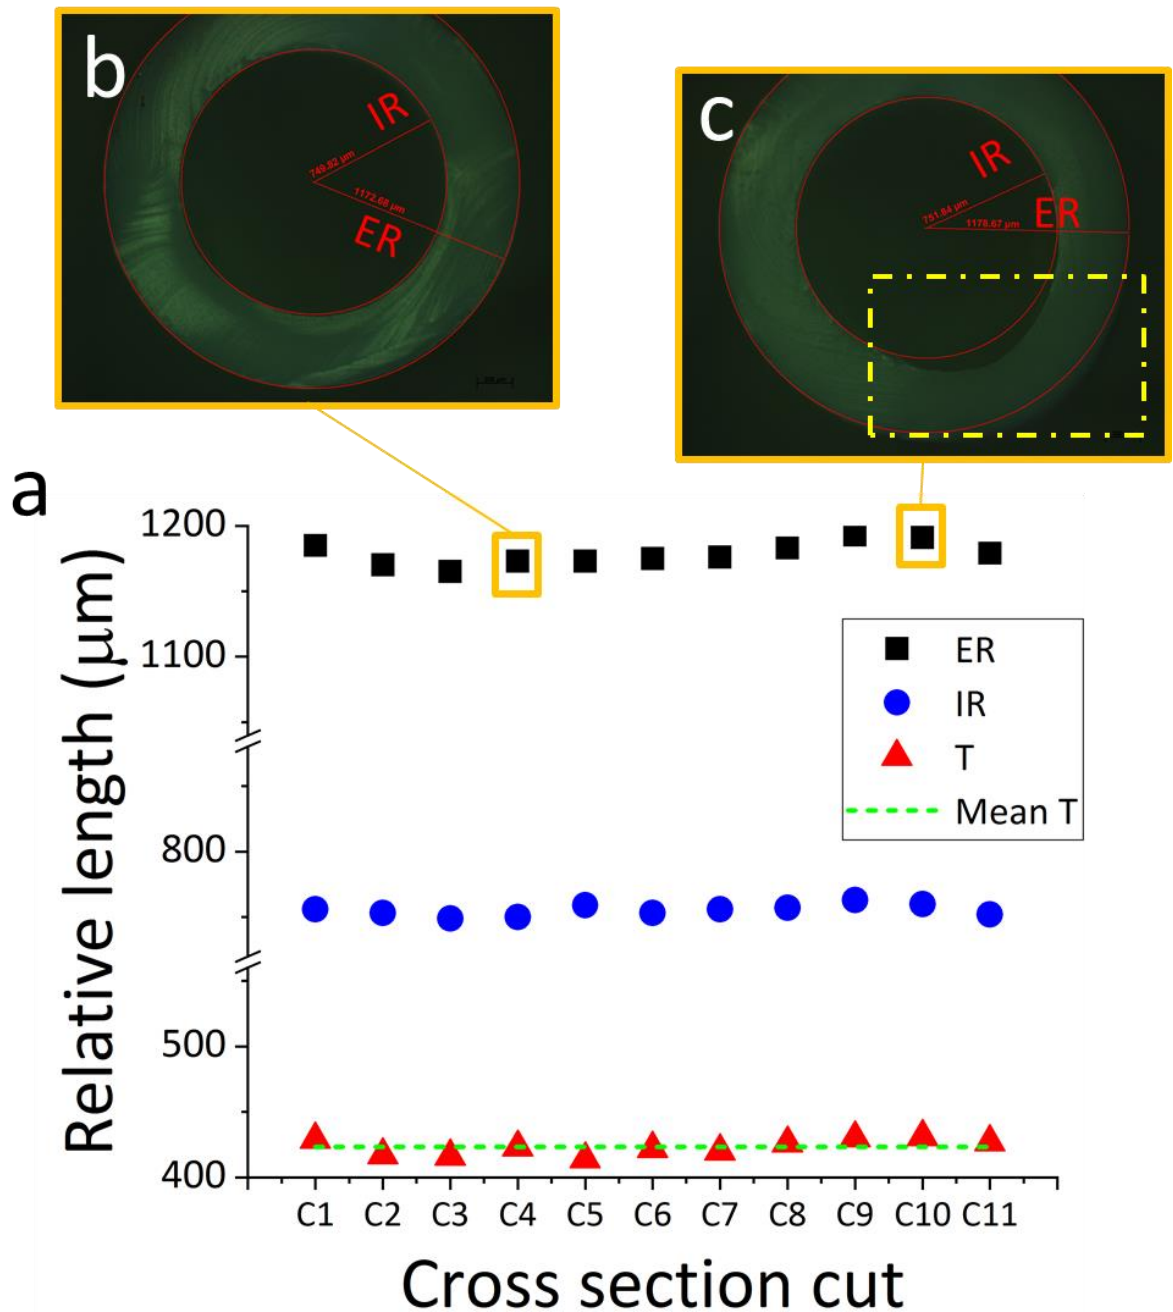 b
IR
749.82 µm
1172.68 µm
ER
c
IR
751.84 µm
1178.67 µm
ER
a
Relative length (µm)
1200
1100
800
500
400
ER
IR
T
Mean T
C1 C2 C3 C4 C5 C6 C7 C8 C9 C10 C11
Cross section cut